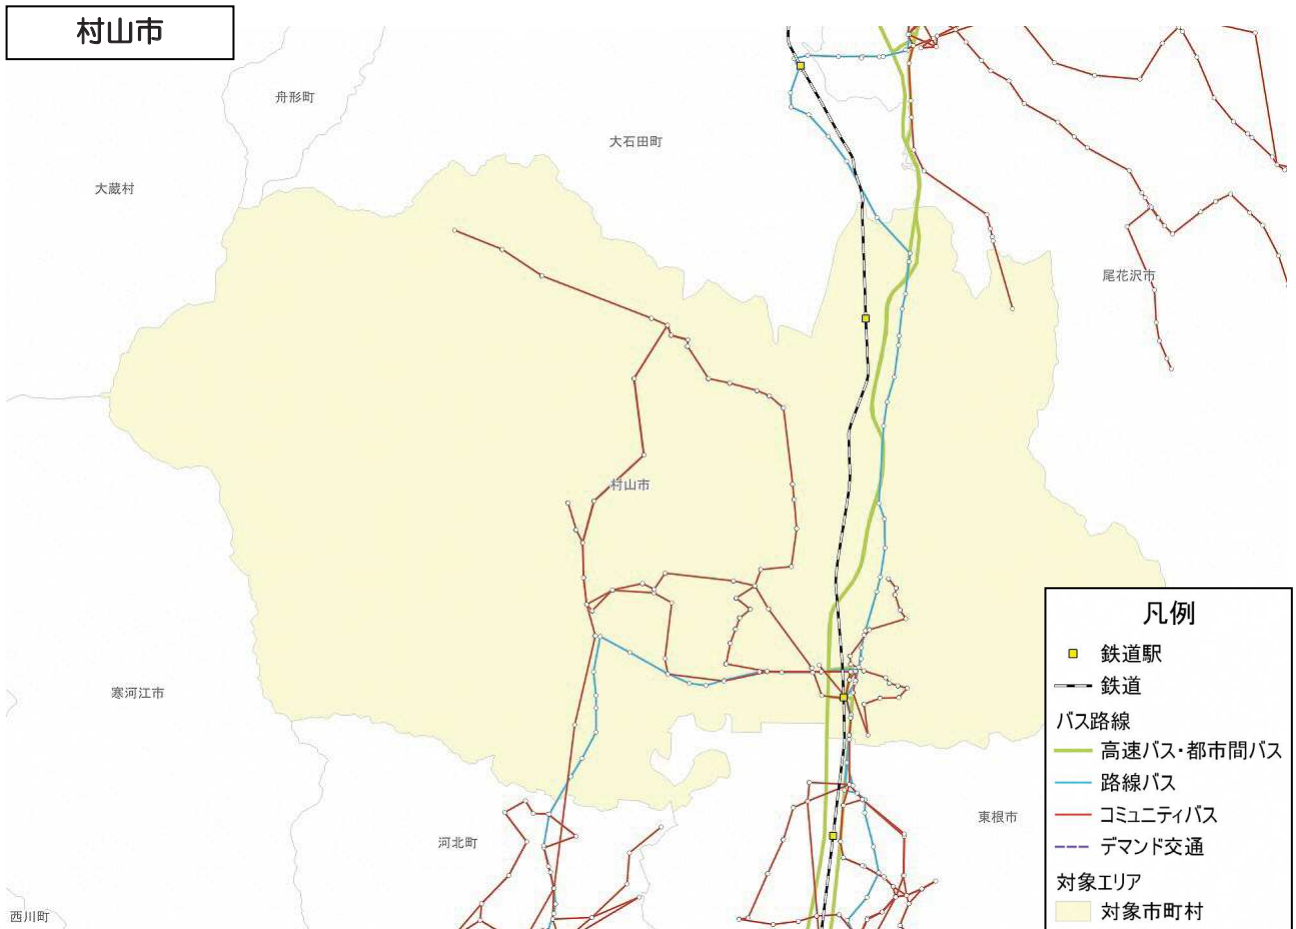 村山市
舟形町
大石田町
大蔵村
尾花沢市
村山市
寒河江市
河北町
東根市
西川町
凡例
鉄道駅
鉄道
バス路線
高速バス・都市間バス
路線バス
コミュニティバス
デマンド交通
対象エリア
対象市町村